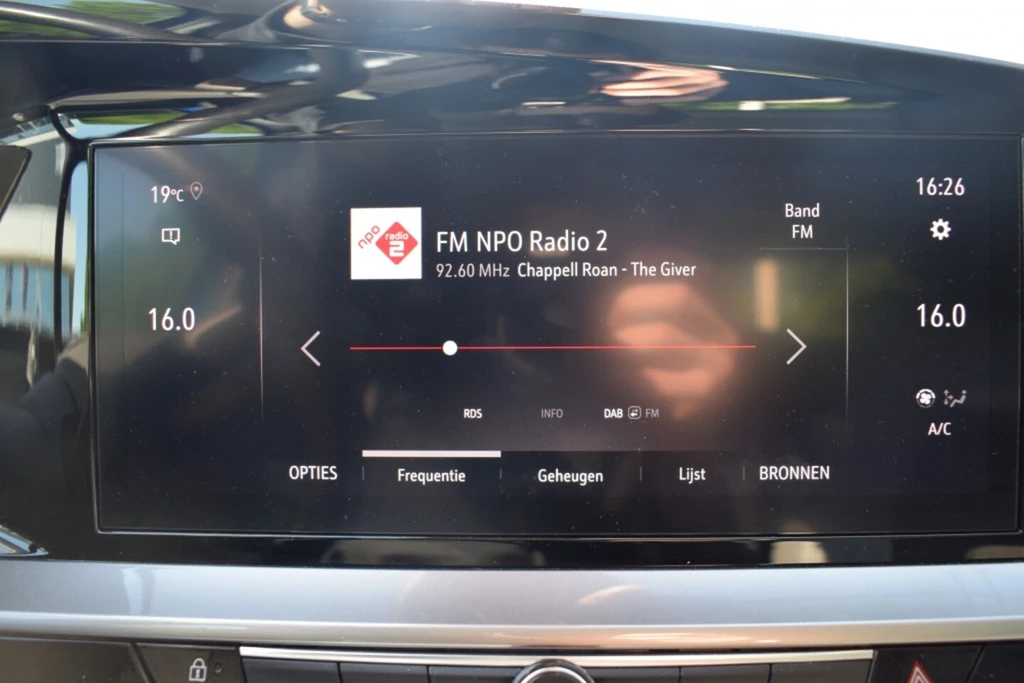 19°C
16:26
npo radio 2
FM NPO Radio 2
92.60 MHz Chappell Roan - The Giver
Band
FM
16.0
16.0
RDS INFO DAB FM
A/C
OPTIES Frequentie Geheugen Lijst BRONNEN